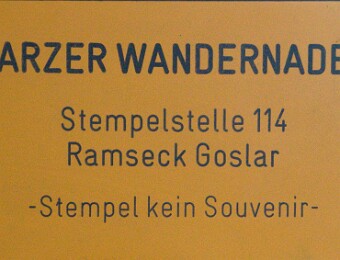 ARZER WANDERNADE
Stempelstelle 114
Ramseck Goslar
-Stempel kein Souvenir-